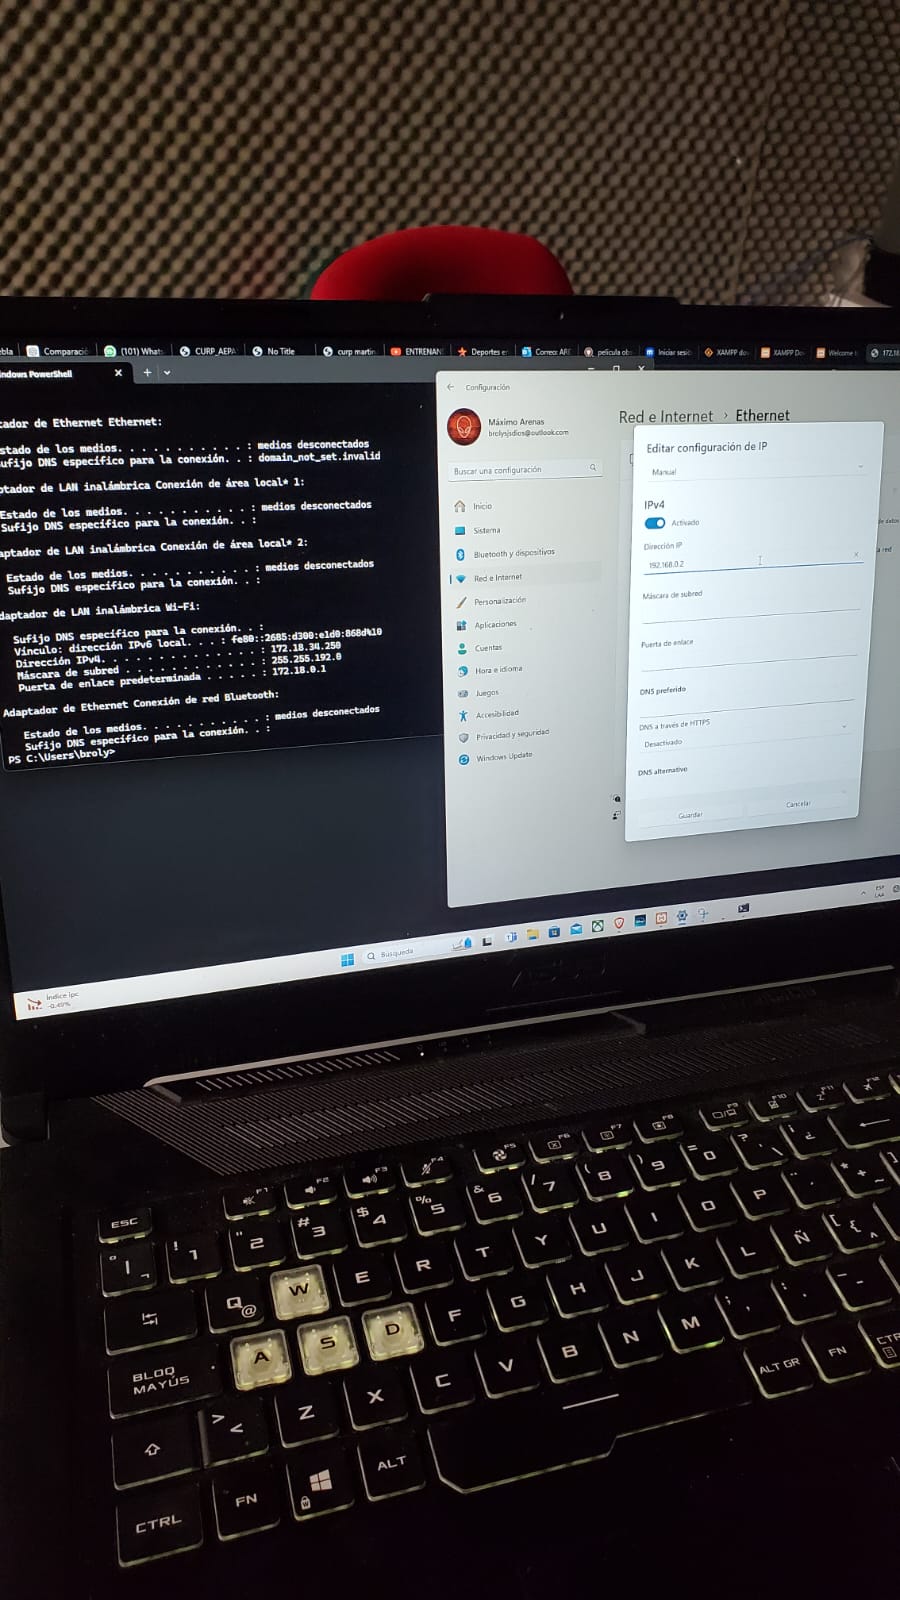 Comparació
(101) What
CURP_AEPA
No Title
curp martin
ENTRENAN
Deportes e
Correo: ARE
película ob
Iniciar sesió
XAMPP do
XAMPP Do
Welcome t
172.18
ndows PowerShell
tador de Ethernet Ethernet:
stado de los medios. . . . . . . . . . . : medios desconectados
ufijo DNS específico para la conexión. . : domain_not_set.invalid
ptador de LAN inalámbrica Conexión de área local* 1:
Estado de los medios. . . . . . . . . . . : medios desconectados
Sufijo DNS específico para la conexión. . :
aptador de LAN inalámbrica Conexión de área local* 2:
Estado de los medios. . . . . . . . . . . : medios desconectados
Sufijo DNS específico para la conexión. . :
daptador de LAN inalámbrica Wi-Fi:
Sufijo DNS específico para la conexión. . :
Vínculo: dirección IPv6 local. . . : fe80::2685:d300:e1d0:868d%10
Dirección IPv4. . . . . . . . . . . . . . : 172.18.34.250
Máscara de subred . . . . . . . . . . . . : 255.255.192.0
Puerta de enlace predeterminada . . . . . : 172.18.0.1
Adaptador de Ethernet Conexión de red Bluetooth:
Estado de los medios. . . . . . . . . . . : medios desconectados
Sufijo DNS específico para la conexión. . :
PS C:\Users\broly>
Configuración
Máximo Arenas
brolysjsdios@outlook.com
Buscar una configuración
Inicio
Sistema
Bluetooth y dispositivos
Red e Internet
Personalización
Aplicaciones
Cuentas
Hora e idioma
Juegos
Accesibilidad
Privacidad y seguridad
Windows Update
Red e Internet › Ethernet
Editar configuración de IP
Manual
IPv4
Activado
Dirección IP
192.168.0.2
Máscara de subred
Puerta de enlace
DNS preferido
DNS a través de HTTPS
Desactivado
DNS alternativo
Guardar
Cancelar
de datos
a red
Índice ipc
-0.49%
Búsqueda
ESP
LAA
ASUS
F1 F2 F3 F4 F5 F6 F7 F8 F9 F10 F11 F12
ESC ! 1 " 2 # 3 $ 4 % 5 & 6 / 7 ( 8 ) 9 = 0 ? ' \ ¡ ¿
Q @ W E R T Y U I O P
BLOQ MAYÚS A S D F G H J K L Ñ [ {
> < Z X C V B N M ; , : . _ -
CTRL FN ALT ALT GR FN CTR